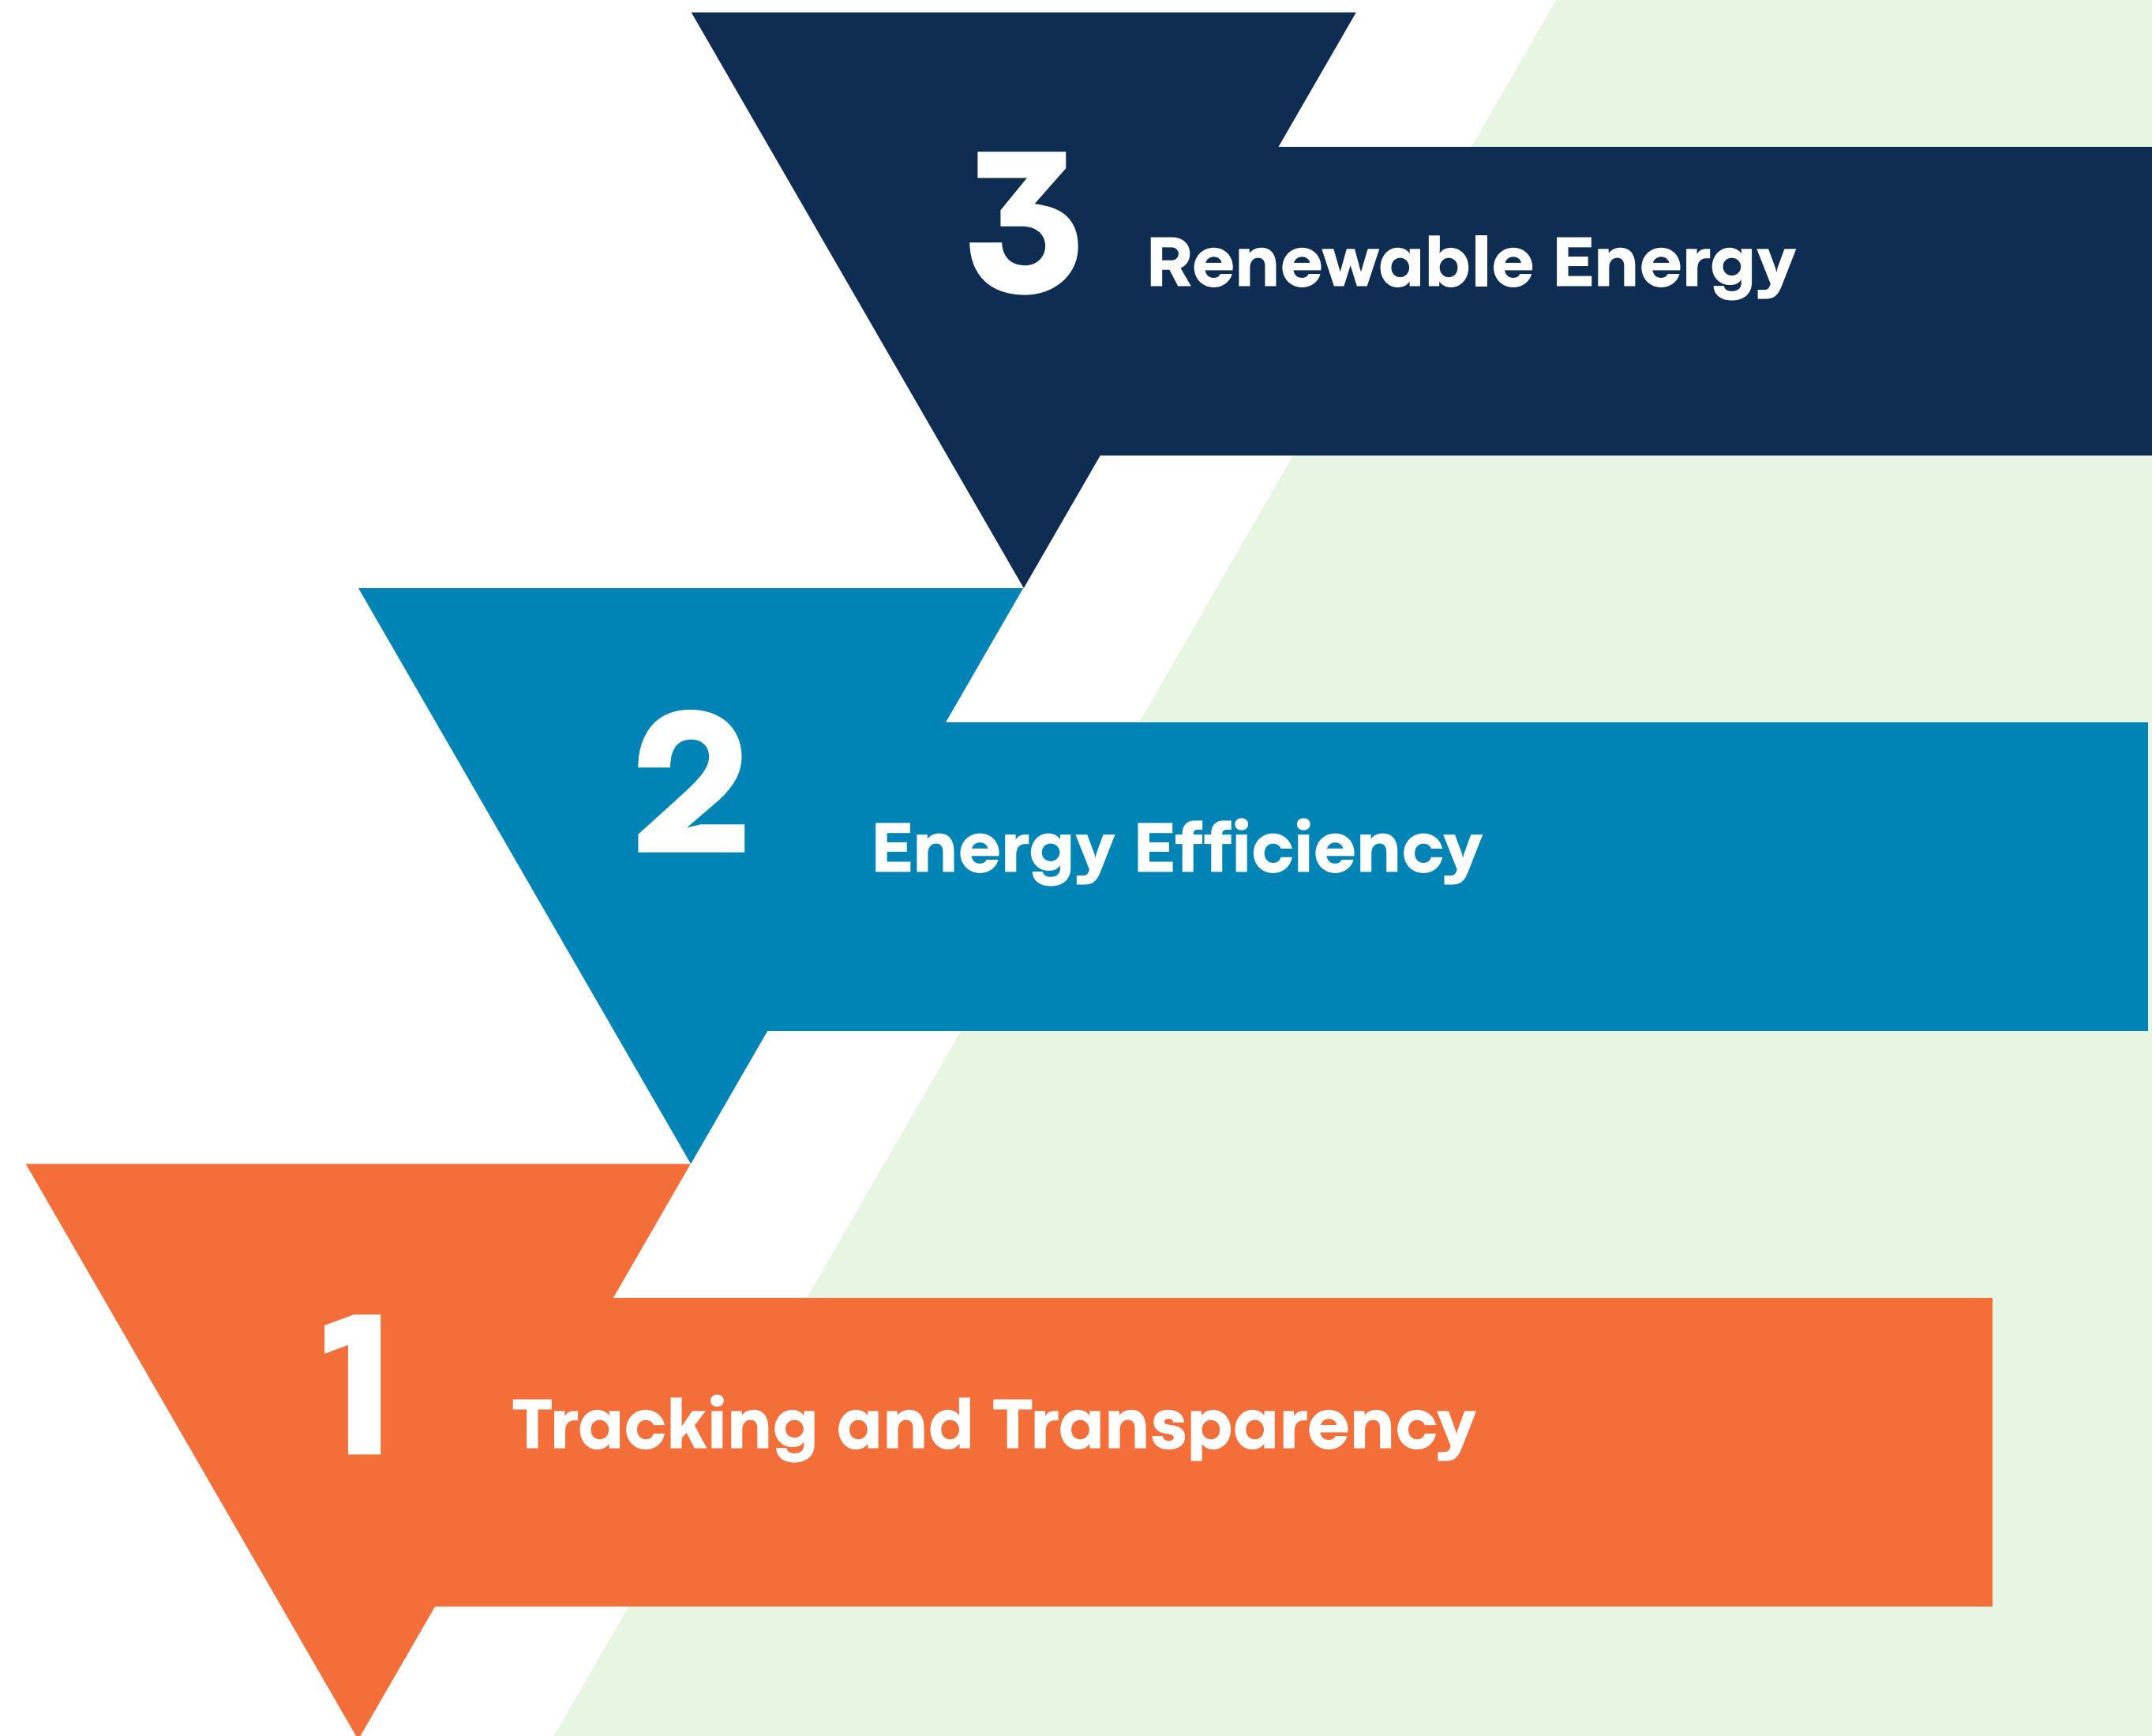 3
Renewable Energy
2
Energy Efficiency
1
Tracking and Transparency